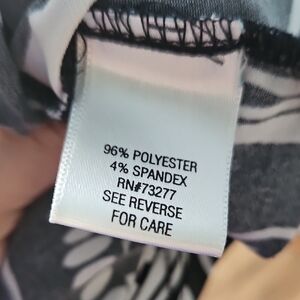 96% POLYESTER
4% SPANDEX
RN#73277
SEE REVERSE
FOR CARE